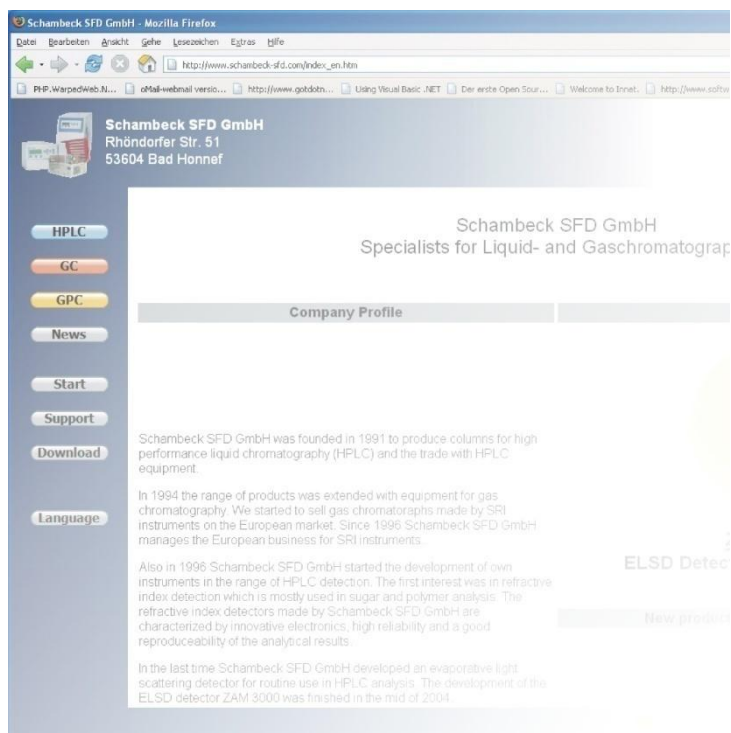 Schambeck SFD GmbH - Mozilla Firefox
Datei Bearbeiten Ansicht Gehe Lesezeichen Extras Hilfe
http://www.schambeck-sfd.com/index_en.htm
PHP.WarpedWeb.N... oMail-webmail versio... http://www.gotdotn... Using Visual Basic .NET Der erste Open Sour... Welcome to Innet. http://www.softw
Schambeck SFD GmbH
Rhöndorfer Str. 51
53604 Bad Honnef
Schambeck SFD GmbH
Specialists for Liquid- and Gaschromatograp
HPLC
GC
GPC
News
Start
Support
Download
Language
Company Profile
Schambeck SFD GmbH was founded in 1991 to produce columns for high
performance liquid chromatography (HPLC) and the trade with HPLC
equipment.
In 1994 the range of products was extended with equipment for gas
chromatography. We started to sell gas chromatoraphs made by SRI
instruments on the European market. Since 1996 Schambeck SFD GmbH
manages the European business for SRI instruments.
Also in 1996 Schambeck SFD GmbH started the development of own
instruments in the range of HPLC detection. The first interest was in refractive
index detection which is mostly used in sugar and polymer analysis. The
refractive index detectors made by Schambeck SFD GmbH are
characterized by innovative electronics, high reliability and a good
reproduceability of the analytical results.
In the last time Schambeck SFD GmbH developed an evaporative light
scattering detector for routine use in HPLC analysis. The development of the
ELSD detector ZAM 3000 was finished in the mid of 2004.
ELSD Detec
New produc